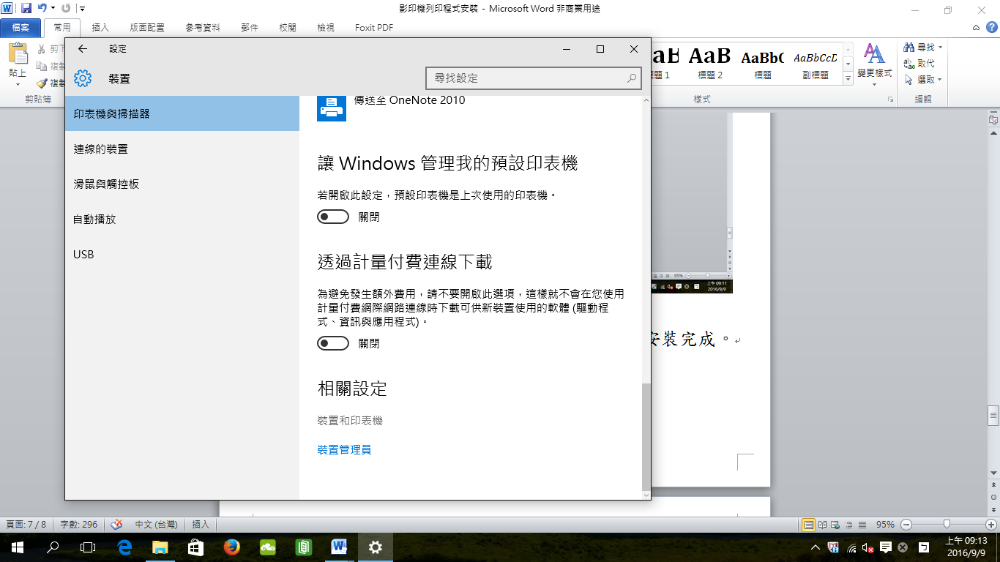 影印機列印程式安裝 - Microsoft Word 非商業用途
檔案 常用 插入 版面配置 參考資料 郵件 校閱 檢視 Foxit PDF
貼上
剪貼簿
AaB
標題 2
AaBbC
標題
AaBbCcD
副標題
變更樣式
樣式
尋找
取代
選取
編輯
設定
裝置
尋找設定
印表機與掃描器
連線的裝置
滑鼠與觸控板
自動播放
USB
傳送至 OneNote 2010
讓 Windows 管理我的預設印表機
若開啟此設定，預設印表機是上次使用的印表機。
關閉
透過計量付費連線下載
為避免發生額外費用，請不要開啟此選項，這樣就不會在您使用
計量付費網際網路連線時下載可供新裝置使用的軟體 (驅動程
式、資訊與應用程式)。
關閉
相關設定
裝置和印表機
裝置管理員
95%
上午 09:11
2016/9/9
安裝完成。
頁面: 7 / 8 字數: 296 中文 (台灣) 插入 95%
上午 09:13
2016/9/9